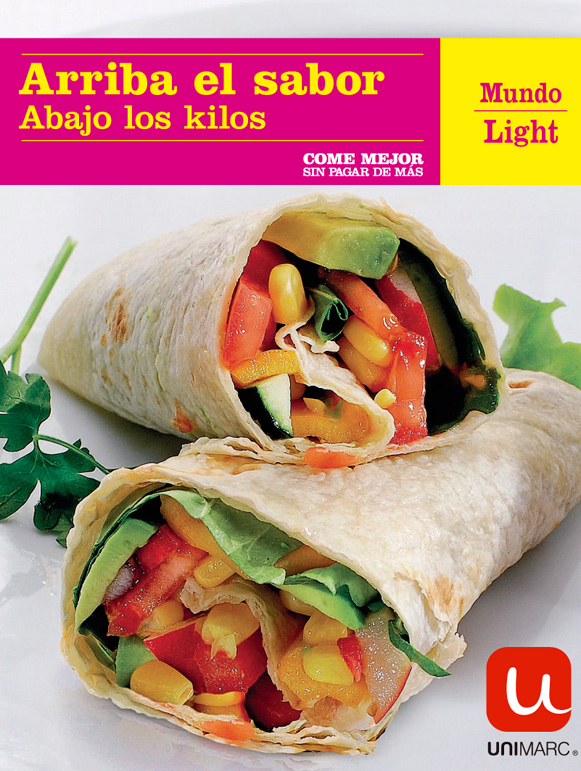 Arriba el sabor
Abajo los kilos
COME MEJOR
SIN PAGAR DE MÁS
Mundo
Light
UNIMARC®